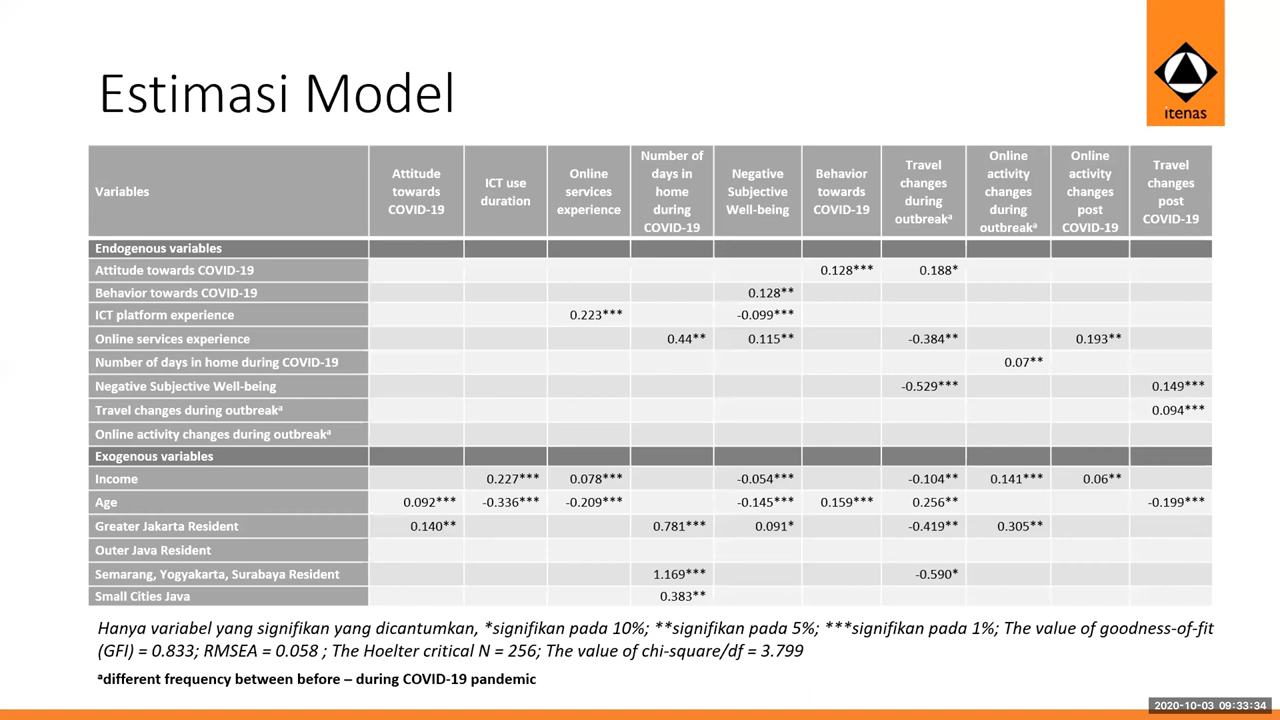 Estimasi Model
itenas
Variables | Attitude towards COVID-19 | ICT use duration | Online services experience | Number of days in home during COVID-19 | Negative Subjective Well-being | Behavior towards COVID-19 | Travel changes during outbreakᵃ | Online activity changes during outbreakᵃ | Online activity changes post COVID-19 | Travel changes post COVID-19
Endogenous variables
Attitude towards COVID-19 | 0.128*** | 0.188*
Behavior towards COVID-19 | 0.128**
ICT platform experience | 0.223*** | -0.099***
Online services experience | 0.44** | 0.115** | -0.384** | 0.193**
Number of days in home during COVID-19 | 0.07**
Negative Subjective Well-being | -0.529*** | 0.149***
Travel changes during outbreakᵃ | 0.094***
Online activity changes during outbreakᵃ
Exogenous variables
Income | 0.227*** | 0.078*** | -0.054*** | -0.104** | 0.141*** | 0.06**
Age | 0.092*** | -0.336*** | -0.209*** | -0.145*** | 0.159*** | 0.256** | -0.199***
Greater Jakarta Resident | 0.140** | 0.781*** | 0.091* | -0.419** | 0.305**
Outer Java Resident
Semarang, Yogyakarta, Surabaya Resident | 1.169*** | -0.590*
Small Cities Java | 0.383**
Hanya variabel yang signifikan yang dicantumkan, *signifikan pada 10%; **signifikan pada 5%; ***signifikan pada 1%; The value of goodness-of-fit
(GFI) = 0.833; RMSEA = 0.058 ; The Hoelter critical N = 256; The value of chi-square/df = 3.799
ᵃdifferent frequency between before – during COVID-19 pandemic
2020-10-03 09:33:34